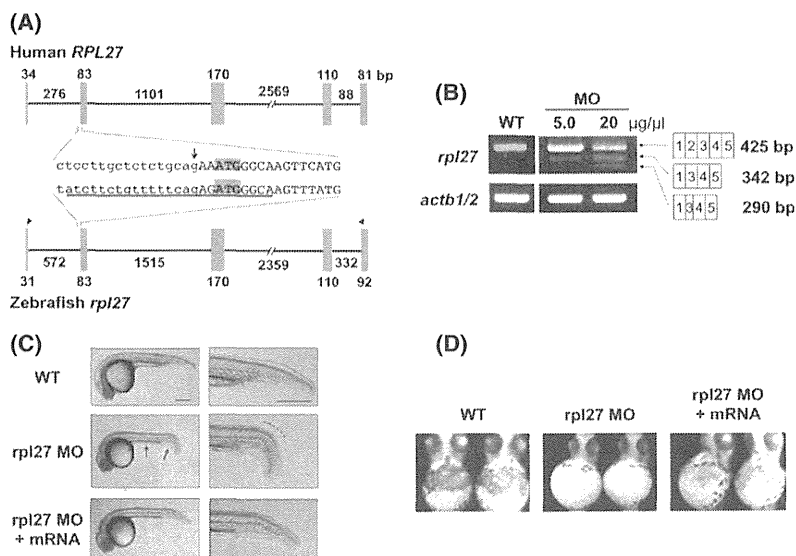 (A)
Human RPL27
34 83 170 110 81 bp
276 1101 2569 88
ctccttgctctctgcagAAATGGGCAAGTTCATG
tatcttctgtttttcagAGATGGGCAAGTTTATG
572 1515 2359 332
31 83 170 110 92
Zebrafish rpl27
(B)
MO
WT 5.0 20 µg/µl
rpl27
1 2 3 4 5 425 bp
1 3 4 5 342 bp
1 3 4 5 290 bp
actb1/2
(C)
WT
rpl27 MO
rpl27 MO
+ mRNA
(D)
WT
rpl27 MO
rpl27 MO
+ mRNA